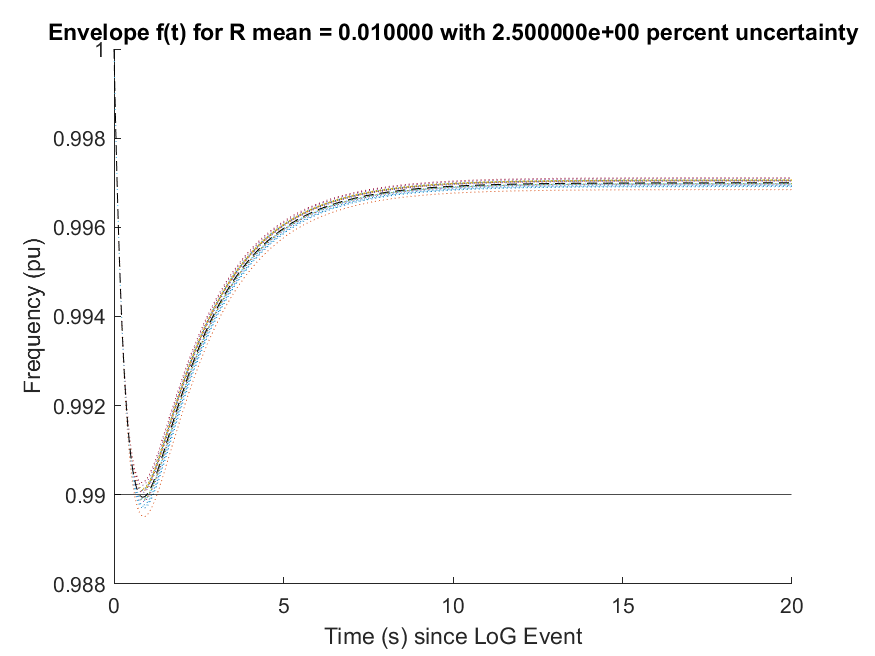 Envelope f(t) for R mean = 0.010000 with 2.500000e+00 percent uncertainty
1
0.998
0.996
0.994
0.992
0.99
0.988
Frequency (pu)
0 5 10 15 20
Time (s) since LoG Event